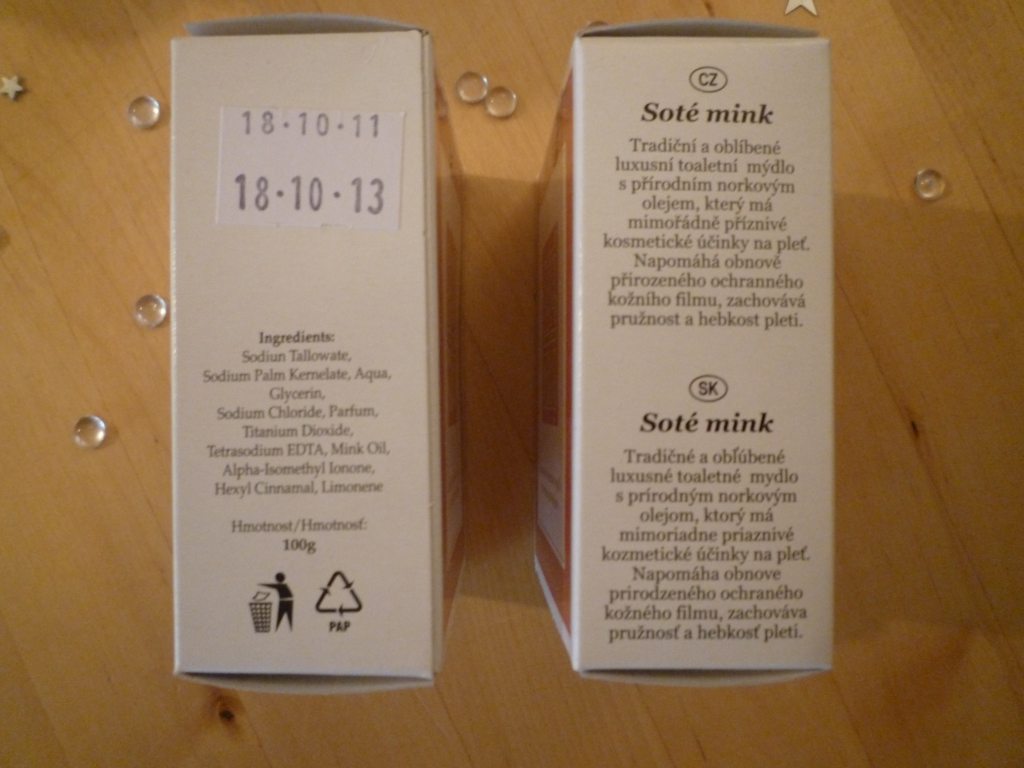 18·10·11
18·10·13
Ingredients:
Sodiun Tallowate,
Sodium Palm Kernelate, Aqua,
Glycerin,
Sodium Chloride, Parfum,
Titanium Dioxide,
Tetrasodium EDTA, Mink Oil,
Alpha-Isomethyl Ionone,
Hexyl Cinnamal, Limonene
Hmotnost/Hmotnosť:
100g
PAP
CZ
Soté mink
Tradiční a oblíbené
luxusní toaletní mýdlo
s přírodním norkovým
olejem, který má
mimořádně příznivé
kosmetické účinky na pleť.
Napomáhá obnově
přirozeného ochranného
kožního filmu, zachovává
pružnost a hebkost pleti.
SK
Soté mink
Tradičné a obľúbené
luxusné toaletné mydlo
s prírodným norkovým
olejom, ktorý má
mimoriadne priaznivé
kozmetické účinky na pleť.
Napomáha obnove
prirodzeného ochraného
kožného filmu, zachováva
pružnosť a hebkosť pleti.